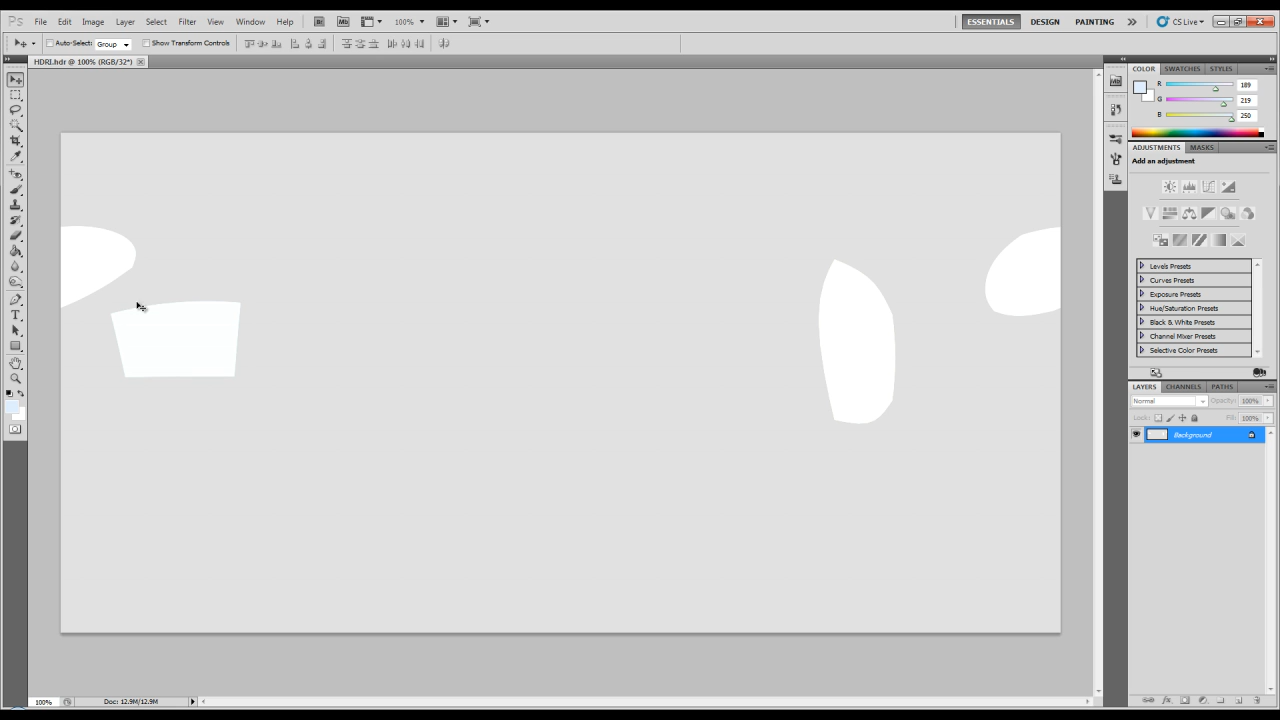 Ps File Edit Image Layer Select Filter View Window Help Br Mb 100% ESSENTIALS DESIGN PAINTING CS Live
Auto-Select: Group Show Transform Controls
HDRI.hdr @ 100% (RGB/32*)
COLOR SWATCHES STYLES
R 189
G 219
B 250
ADJUSTMENTS MASKS
Add an adjustment
Levels Presets
Curves Presets
Exposure Presets
Hue/Saturation Presets
Black & White Presets
Channel Mixer Presets
Selective Color Presets
LAYERS CHANNELS PATHS
Normal Opacity: 100%
Lock: Fill: 100%
Background
100% Doc: 12.9M/12.9M